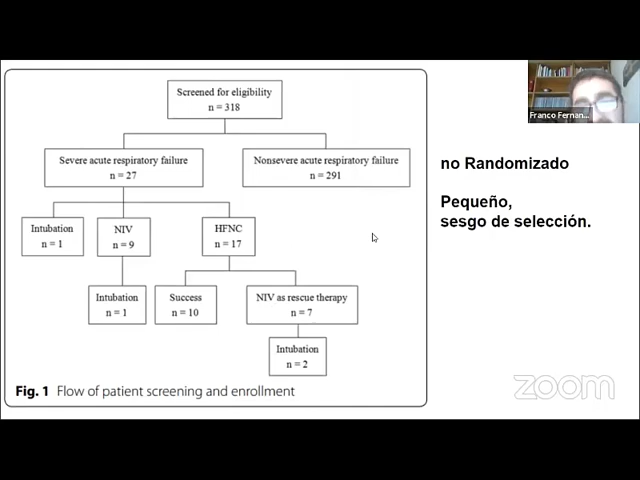 Screened for eligibility
n = 318
Severe acute respiratory failure
n = 27
Nonsevere acute respiratory failure
n = 291
Intubation
n = 1
NIV
n = 9
HFNC
n = 17
Intubation
n = 1
Success
n = 10
NIV as rescue therapy
n = 7
Intubation
n = 2
Fig. 1 Flow of patient screening and enrollment
Franco Fernan...
no Randomizado
Pequeño,
sesgo de selección.
zoom